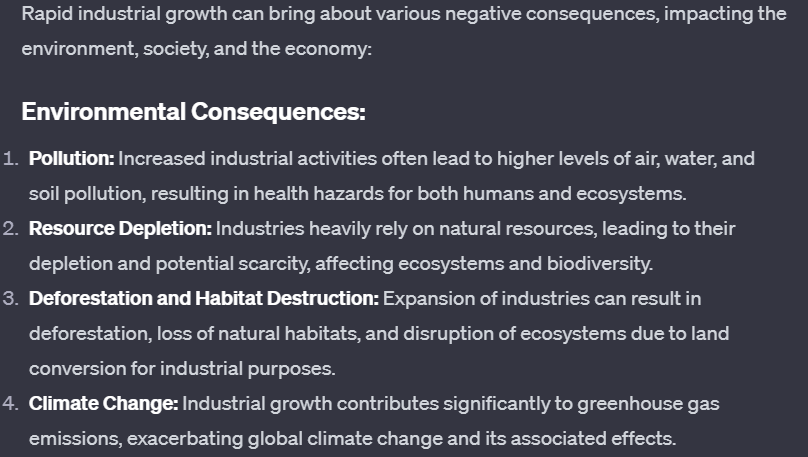 Rapid industrial growth can bring about various negative consequences, impacting the
environment, society, and the economy:
Environmental Consequences:
1. Pollution: Increased industrial activities often lead to higher levels of air, water, and
soil pollution, resulting in health hazards for both humans and ecosystems.
2. Resource Depletion: Industries heavily rely on natural resources, leading to their
depletion and potential scarcity, affecting ecosystems and biodiversity.
3. Deforestation and Habitat Destruction: Expansion of industries can result in
deforestation, loss of natural habitats, and disruption of ecosystems due to land
conversion for industrial purposes.
4. Climate Change: Industrial growth contributes significantly to greenhouse gas
emissions, exacerbating global climate change and its associated effects.